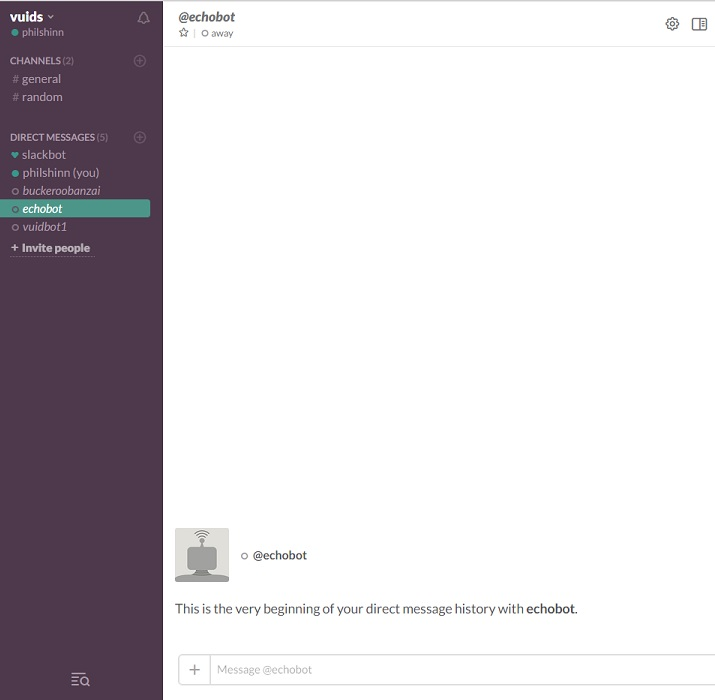 vuids
philshinn
CHANNELS (2)
# general
# random
DIRECT MESSAGES (5)
slackbot
philshinn (you)
buckeroobanzai
echobot
vuidbot1
+ Invite people
@echobot
away
@echobot
This is the very beginning of your direct message history with echobot.
Message @echobot